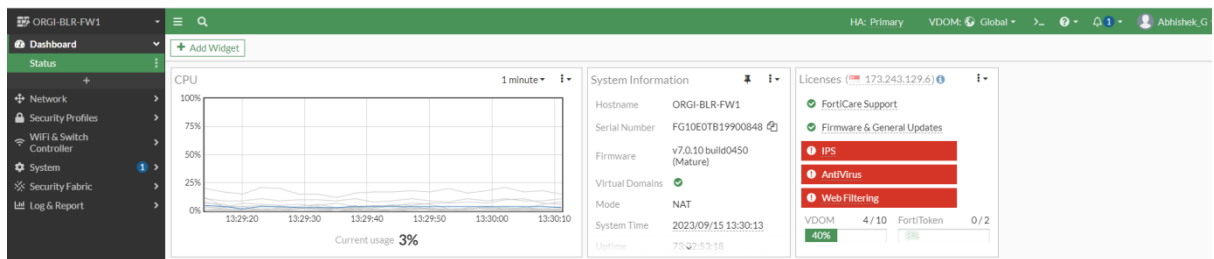 ORGI-BLR-FW1
HA: Primary
VDOM: Global
>_
1
Abhishek_G
Dashboard
Status
+
Network
Security Profiles
WiFi & Switch
Controller
System 1
Security Fabric
Log & Report
+ Add Widget
CPU
1 minute
100%
75%
50%
25%
0%
13:29:20 13:29:30 13:29:40 13:29:50 13:30:00 13:30:10
Current usage 3%
System Information
Hostname ORGI-BLR-FW1
Serial Number FG10E0TB19900848
Firmware v7.0.10 build0450
(Mature)
Virtual Domains
Mode NAT
System Time 2023/09/15 13:30:13
Uptime
Licenses ( 173.243.129.6)
FortiCare Support
Firmware & General Updates
IPS
AntiVirus
Web Filtering
VDOM 4/10 FortiToken 0/2
40%